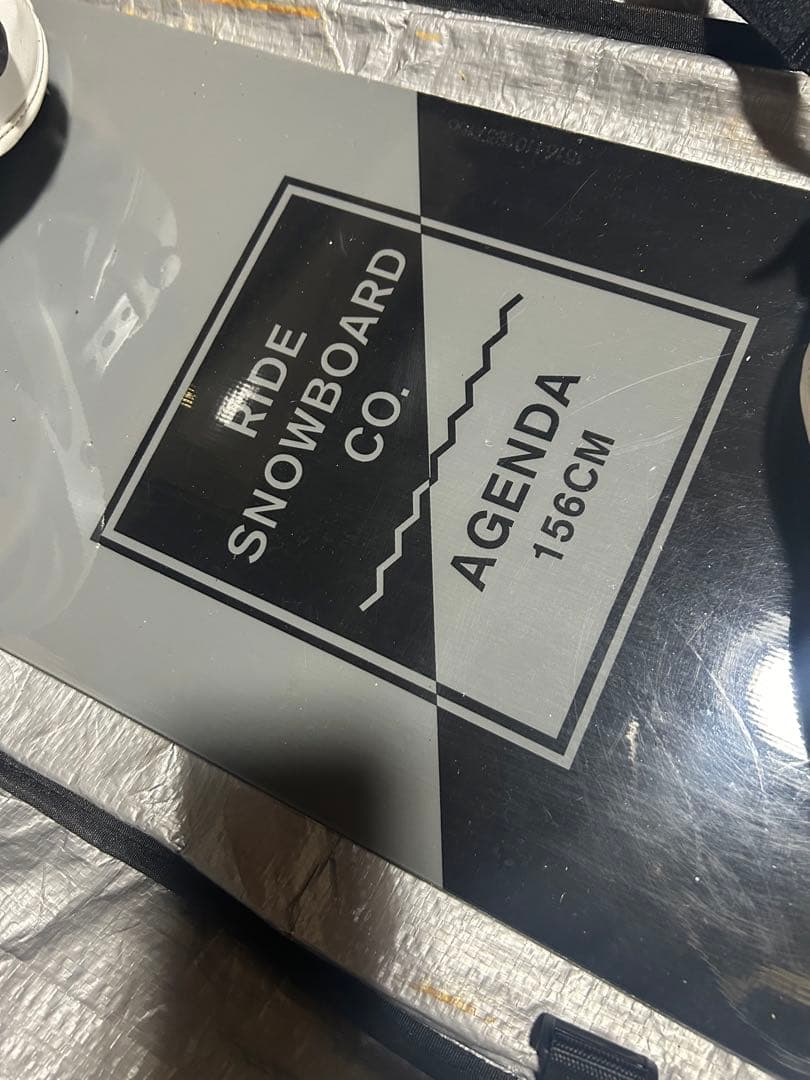 RIDE
SNOWBOARD
CO.
AGENDA
156CM